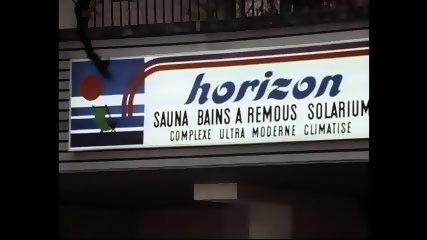 horizon
SAUNA BAINS A REMOUS SOLARIUM
COMPLEXE ULTRA MODERNE CLIMATISE